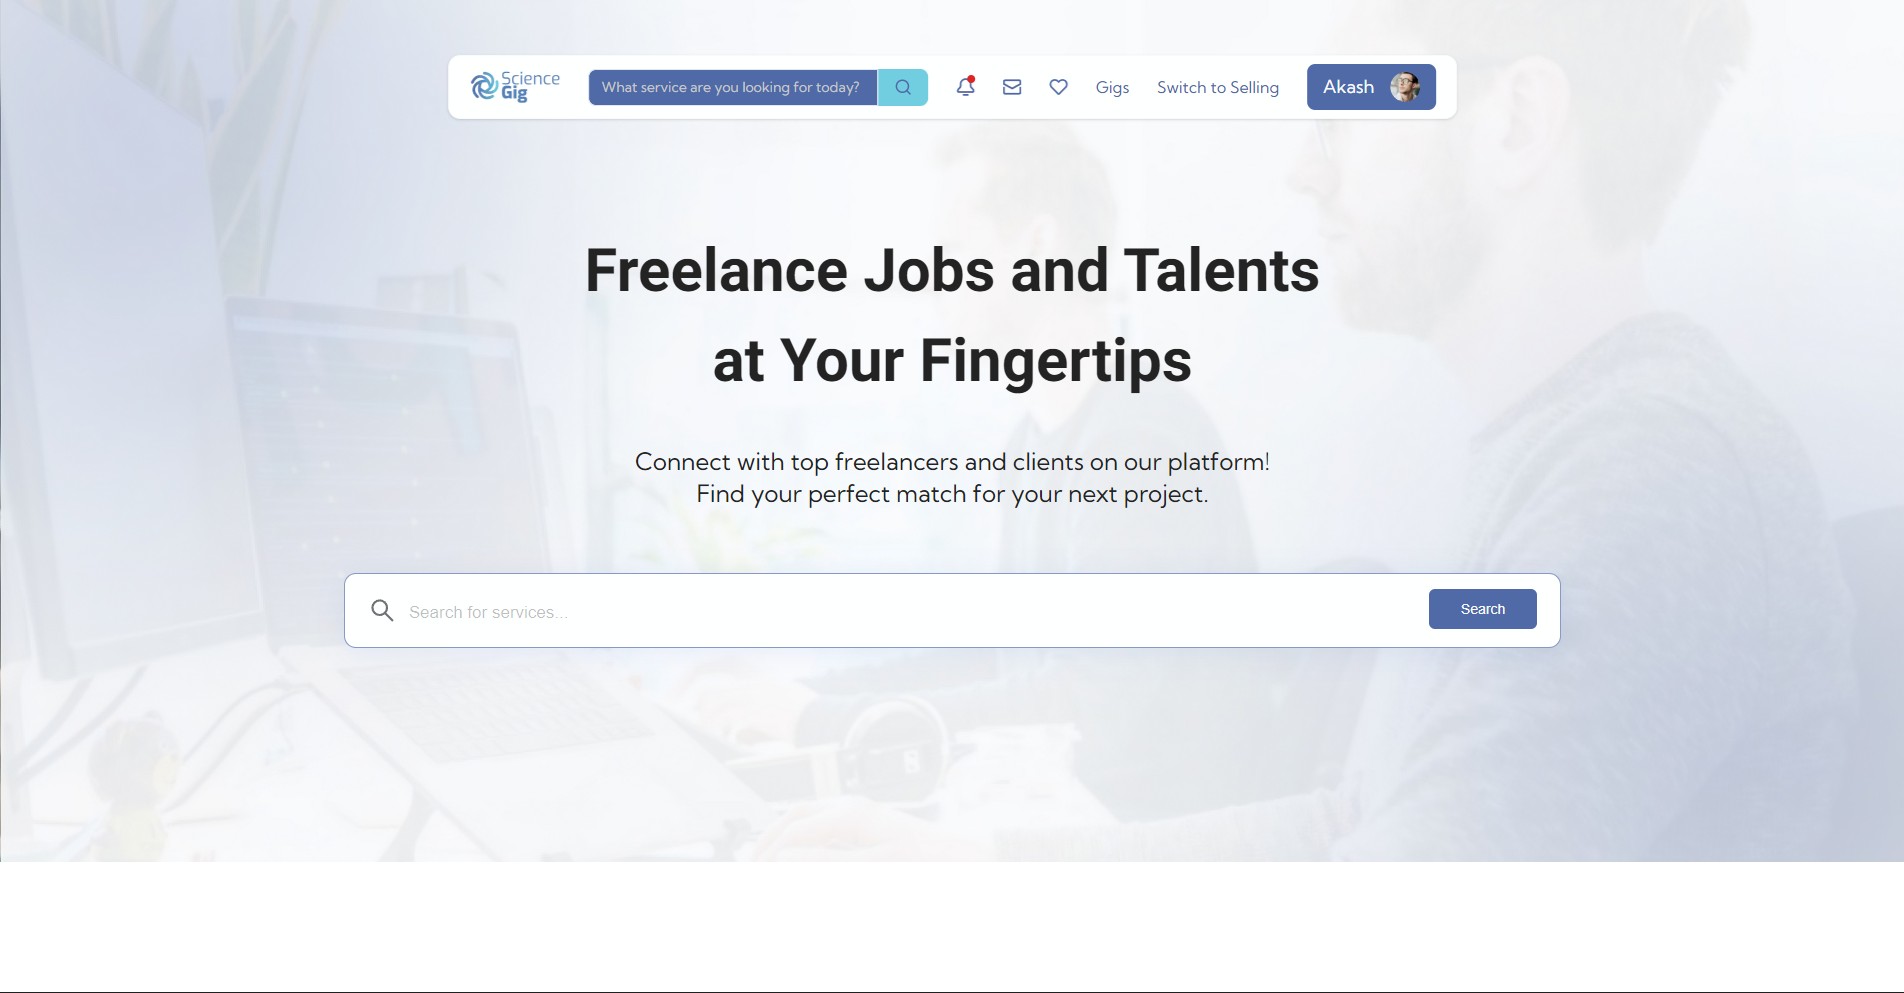 Science
Gig
What service are you looking for today?
Gigs
Switch to Selling
Akash
Freelance Jobs and Talents
at Your Fingertips
Connect with top freelancers and clients on our platform!
Find your perfect match for your next project.
Search for services...
Search